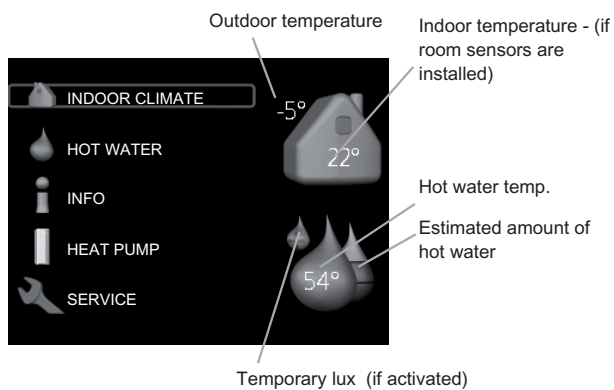 Outdoor temperature
Indoor temperature - (if
room sensors are
installed)
INDOOR CLIMATE
-5°
22°
HOT WATER
INFO
Hot water temp.
Estimated amount of
hot water
HEAT PUMP
54°
SERVICE
Temporary lux (if activated)